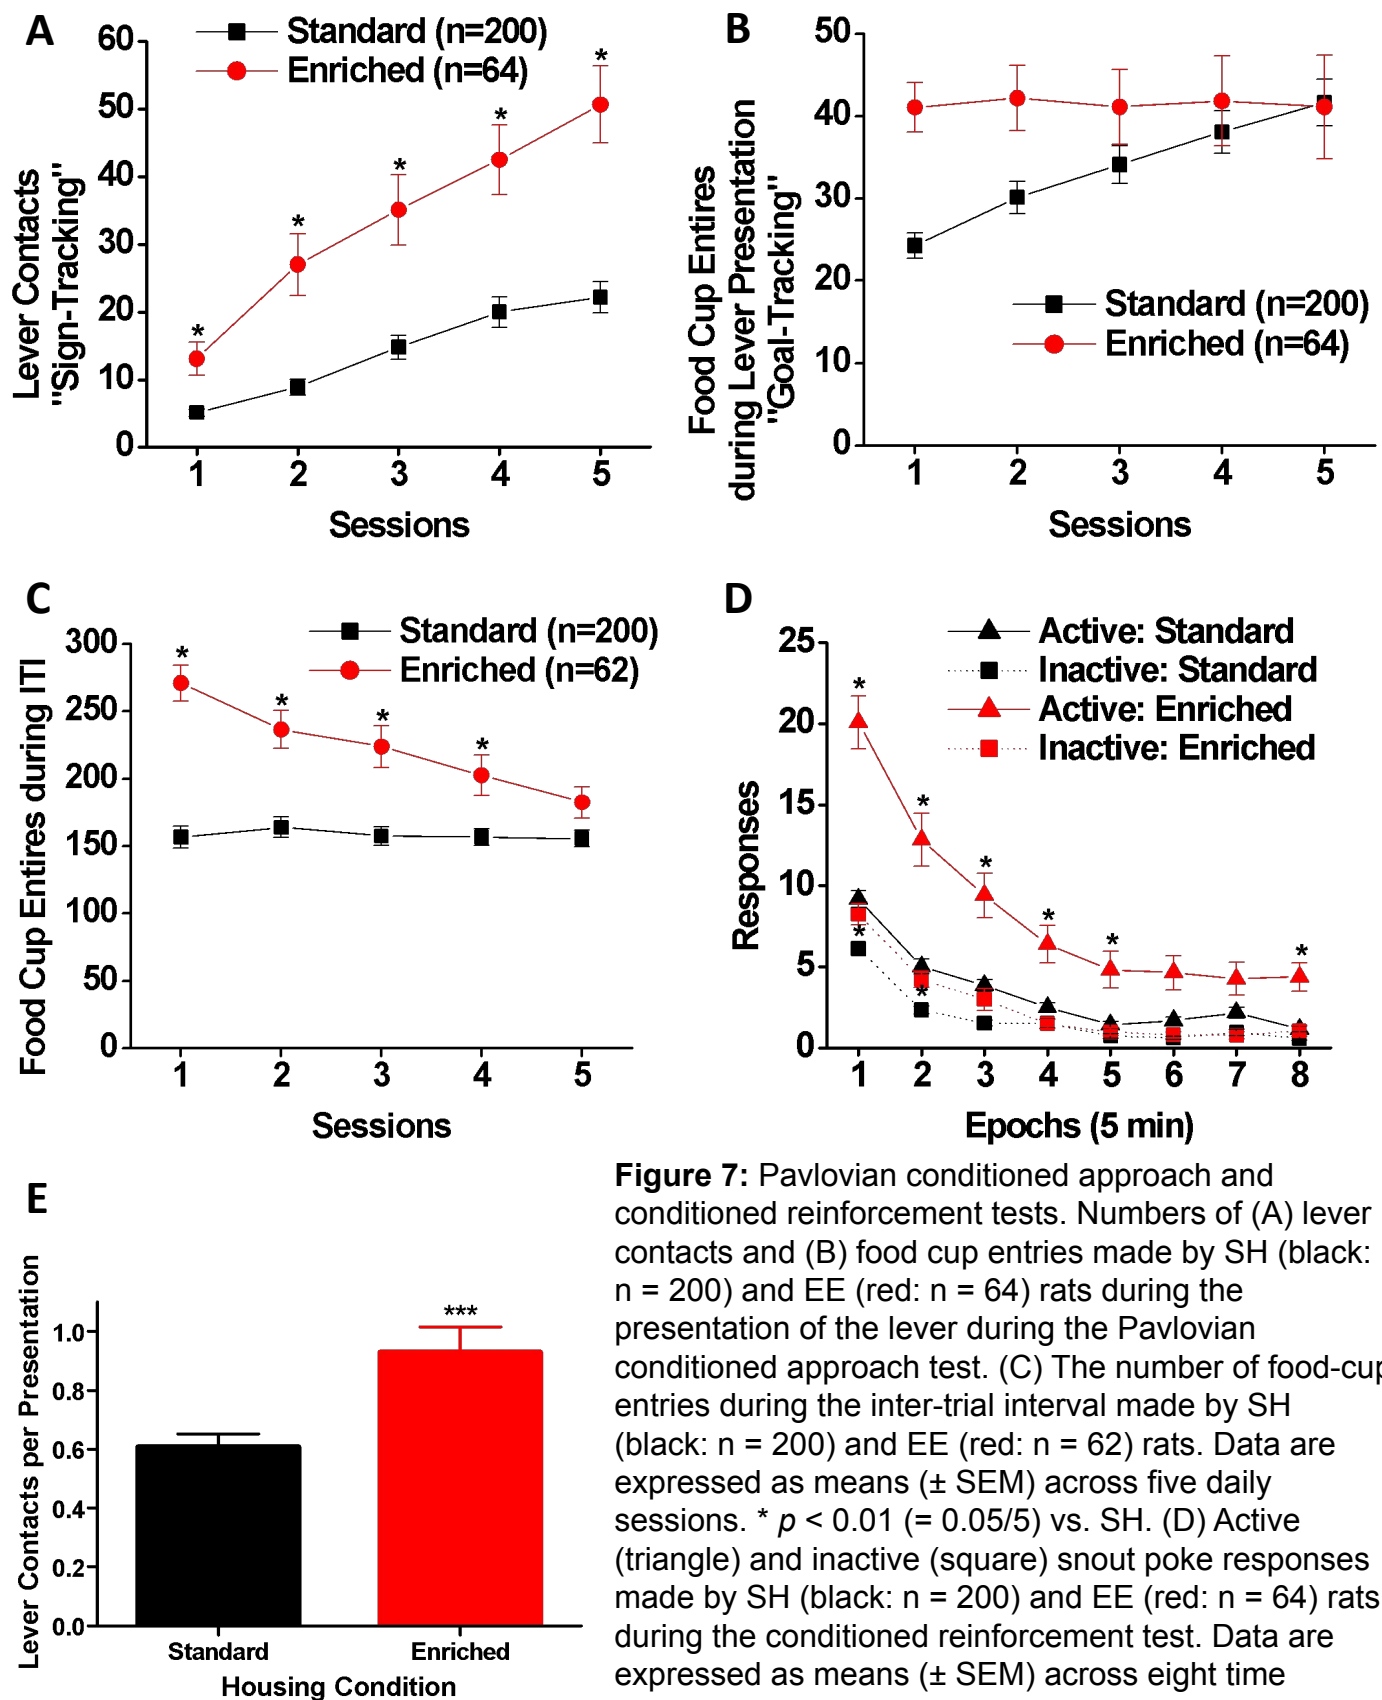 A
Standard (n=200)
Enriched (n=64)
60
50
40
30
20
10
0
Lever Contacts
"Sign-Tracking"
* * * * *
1 2 3 4 5
Sessions
B
50
40
30
20
10
0
Food Cup Entires
during Lever Presentation
"Goal-Tracking"
Standard (n=200)
Enriched (n=64)
1 2 3 4 5
Sessions
C
Standard (n=200)
Enriched (n=62)
300
250
200
150
100
50
0
Food Cup Entires during ITI
* * * *
1 2 3 4 5
Sessions
D
Active: Standard
Inactive: Standard
Active: Enriched
Inactive: Enriched
25
20
15
10
5
0
Responses
* * * * * *
* *
1 2 3 4 5 6 7 8
Epochs (5 min)
E
Lever Contacts per Presentation
1.0
0.8
0.6
0.4
0.2
0.0
***
Standard Enriched
Housing Condition
Figure 7: Pavlovian conditioned approach and
conditioned reinforcement tests. Numbers of (A) lever
contacts and (B) food cup entries made by SH (black:
n = 200) and EE (red: n = 64) rats during the
presentation of the lever during the Pavlovian
conditioned approach test. (C) The number of food-cup
entries during the inter-trial interval made by SH
(black: n = 200) and EE (red: n = 62) rats. Data are
expressed as means (± SEM) across five daily
sessions. * p < 0.01 (= 0.05/5) vs. SH. (D) Active
(triangle) and inactive (square) snout poke responses
made by SH (black: n = 200) and EE (red: n = 64) rats
during the conditioned reinforcement test. Data are
expressed as means (± SEM) across eight time